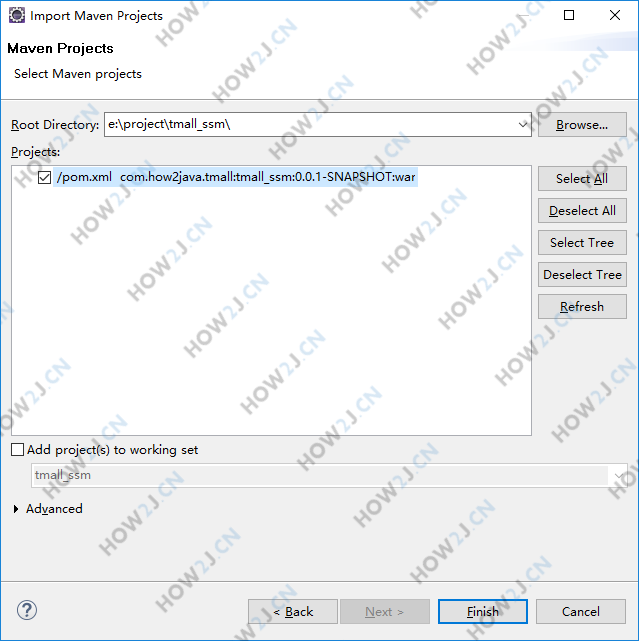 Import Maven Projects
Maven Projects
Select Maven projects
Root Directory: e:\project\tmall_ssm\ Browse...
Projects:
/pom.xml com.how2java.tmall:tmall_ssm:0.0.1-SNAPSHOT:war
Select All
Deselect All
Select Tree
Deselect Tree
Refresh
Add project(s) to working set
tmall_ssm
Advanced
? < Back Next > Finish Cancel
HOW2J.CN